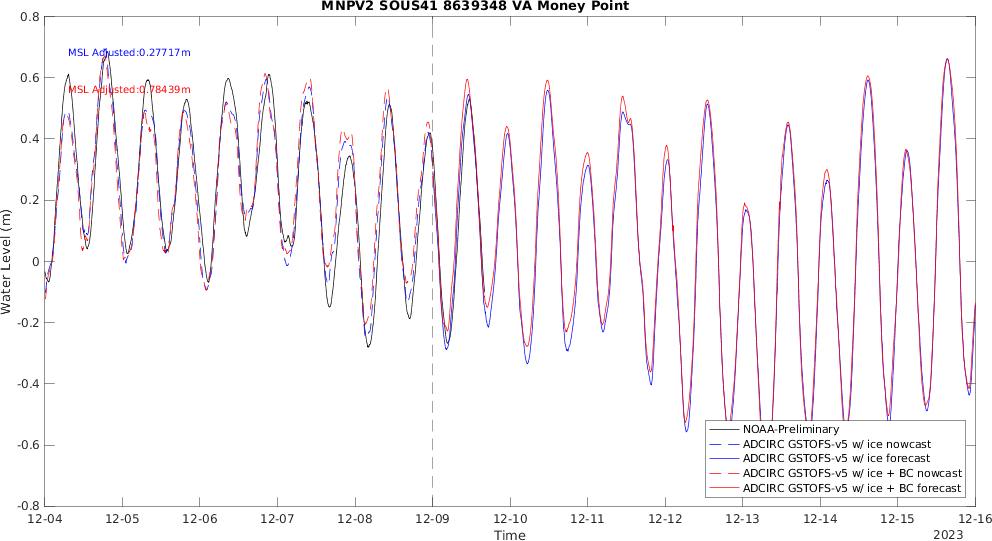 MNPV2 SOUS41 8639348 VA Money Point
0.8
0.6
0.4
0.2
0
-0.2
-0.4
-0.6
-0.8
Water Level (m)
MSL Adjusted:0.27717m
MSL Adjusted:0.78439m
NOAA-Preliminary
ADCIRC GSTOFS-v5 w/ ice nowcast
ADCIRC GSTOFS-v5 w/ ice forecast
ADCIRC GSTOFS-v5 w/ ice + BC nowcast
ADCIRC GSTOFS-v5 w/ ice + BC forecast
12-04 12-05 12-06 12-07 12-08 12-09 12-10 12-11 12-12 12-13 12-14 12-15 12-16
Time
2023